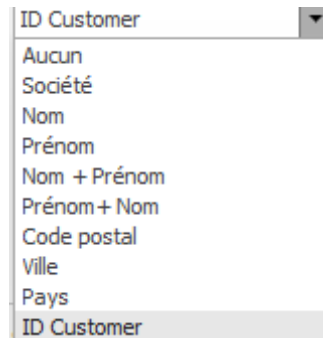 ID Customer
Aucun
Société
Nom
Prénom
Nom + Prénom
Prénom+ Nom
Code postal
Ville
Pays
ID Customer